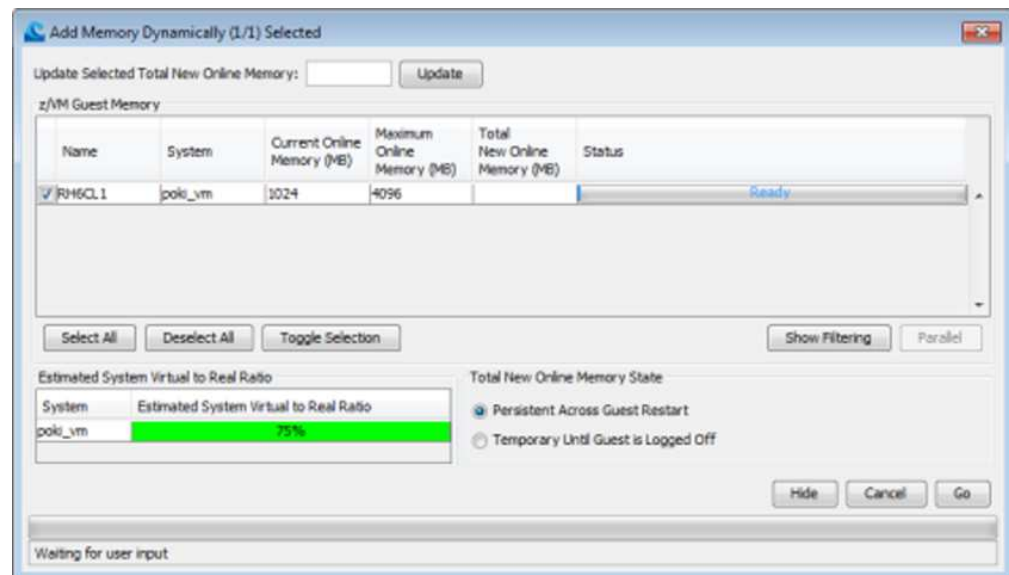 Add Memory Dynamically (1/1) Selected
Update Selected Total New Online Memory: Update
z/VM Guest Memory
Name System Current Online Memory (MB) Maximum Online Memory (MB) Total New Online Memory (MB) Status
RH6CL1 poki_vm 1024 4096 Ready
Select All Deselect All Toggle Selection Show Filtering Parallel
Estimated System Virtual to Real Ratio Total New Online Memory State
System Estimated System Virtual to Real Ratio
Persistent Across Guest Restart
poki_vm 75%
Temporary Until Guest is Logged Off
Hide Cancel Go
Waiting for user input